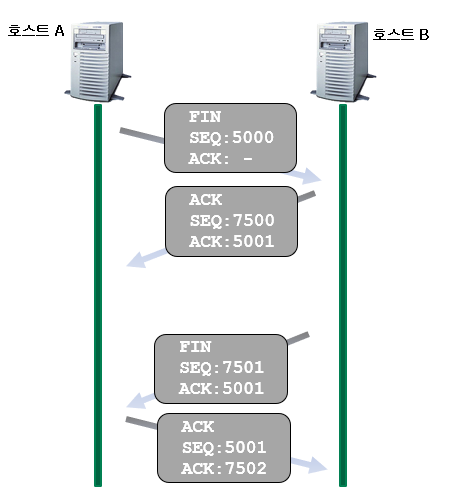 호스트 A
호스트 B
FIN
SEQ:5000
ACK: -
ACK
SEQ:7500
ACK:5001
FIN
SEQ:7501
ACK:5001
ACK
SEQ:5001
ACK:7502